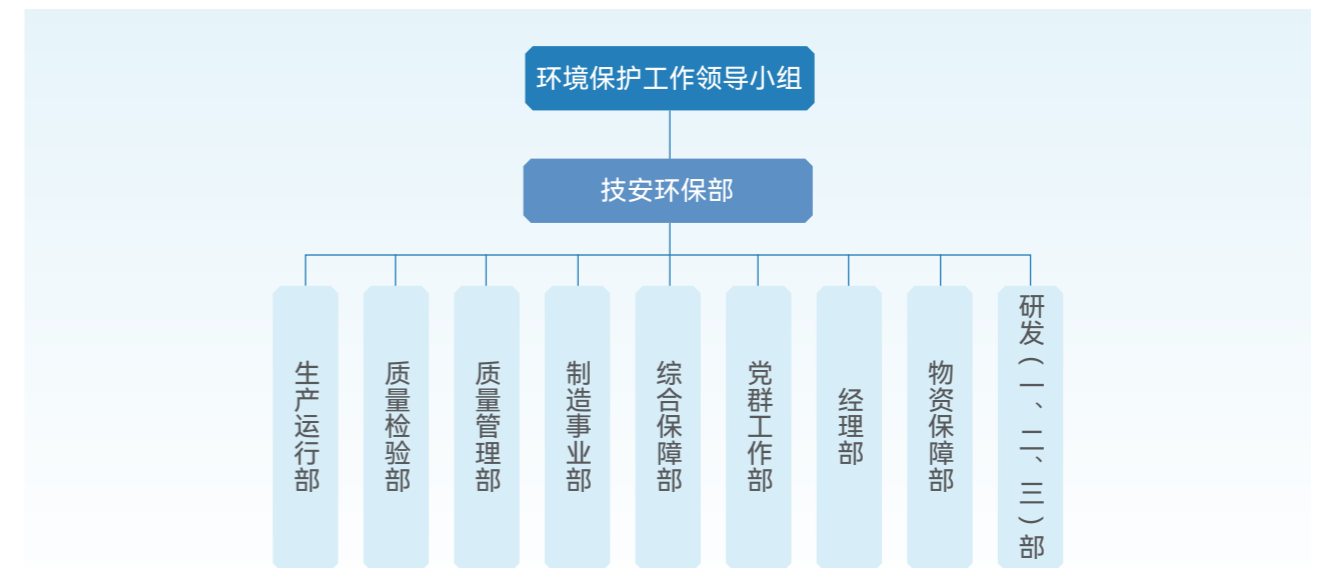 环境保护工作领导小组
技安环保部
生产运行部
质量检验部
质量管理部
制造事业部
综合保障部
党群工作部
经理部
物资保障部
研发(一、二、三)部